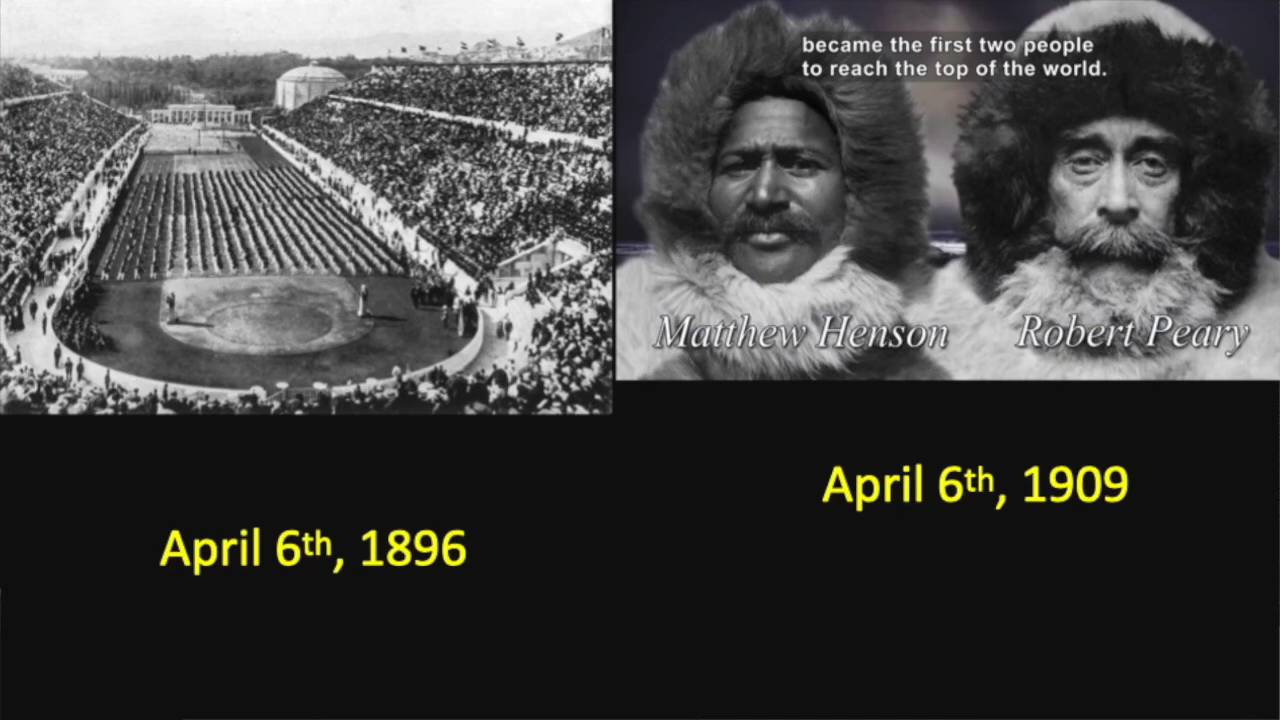 became the first two people
to reach the top of the world.
Matthew Henson
Robert Peary
April 6th, 1909
April 6th, 1896